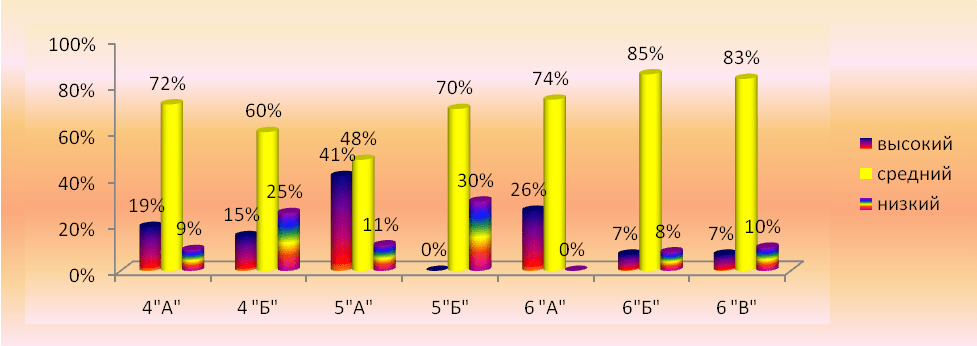 100%
80%
60%
40%
20%
0%
19%
72%
9%
15%
60%
25%
41%
48%
11%
0%
70%
30%
26%
74%
0%
7%
85%
8%
7%
83%
10%
4"А"
4 "Б"
5"А"
5"Б"
6 "А"
6"Б"
6 "В"
высокий
средний
низкий